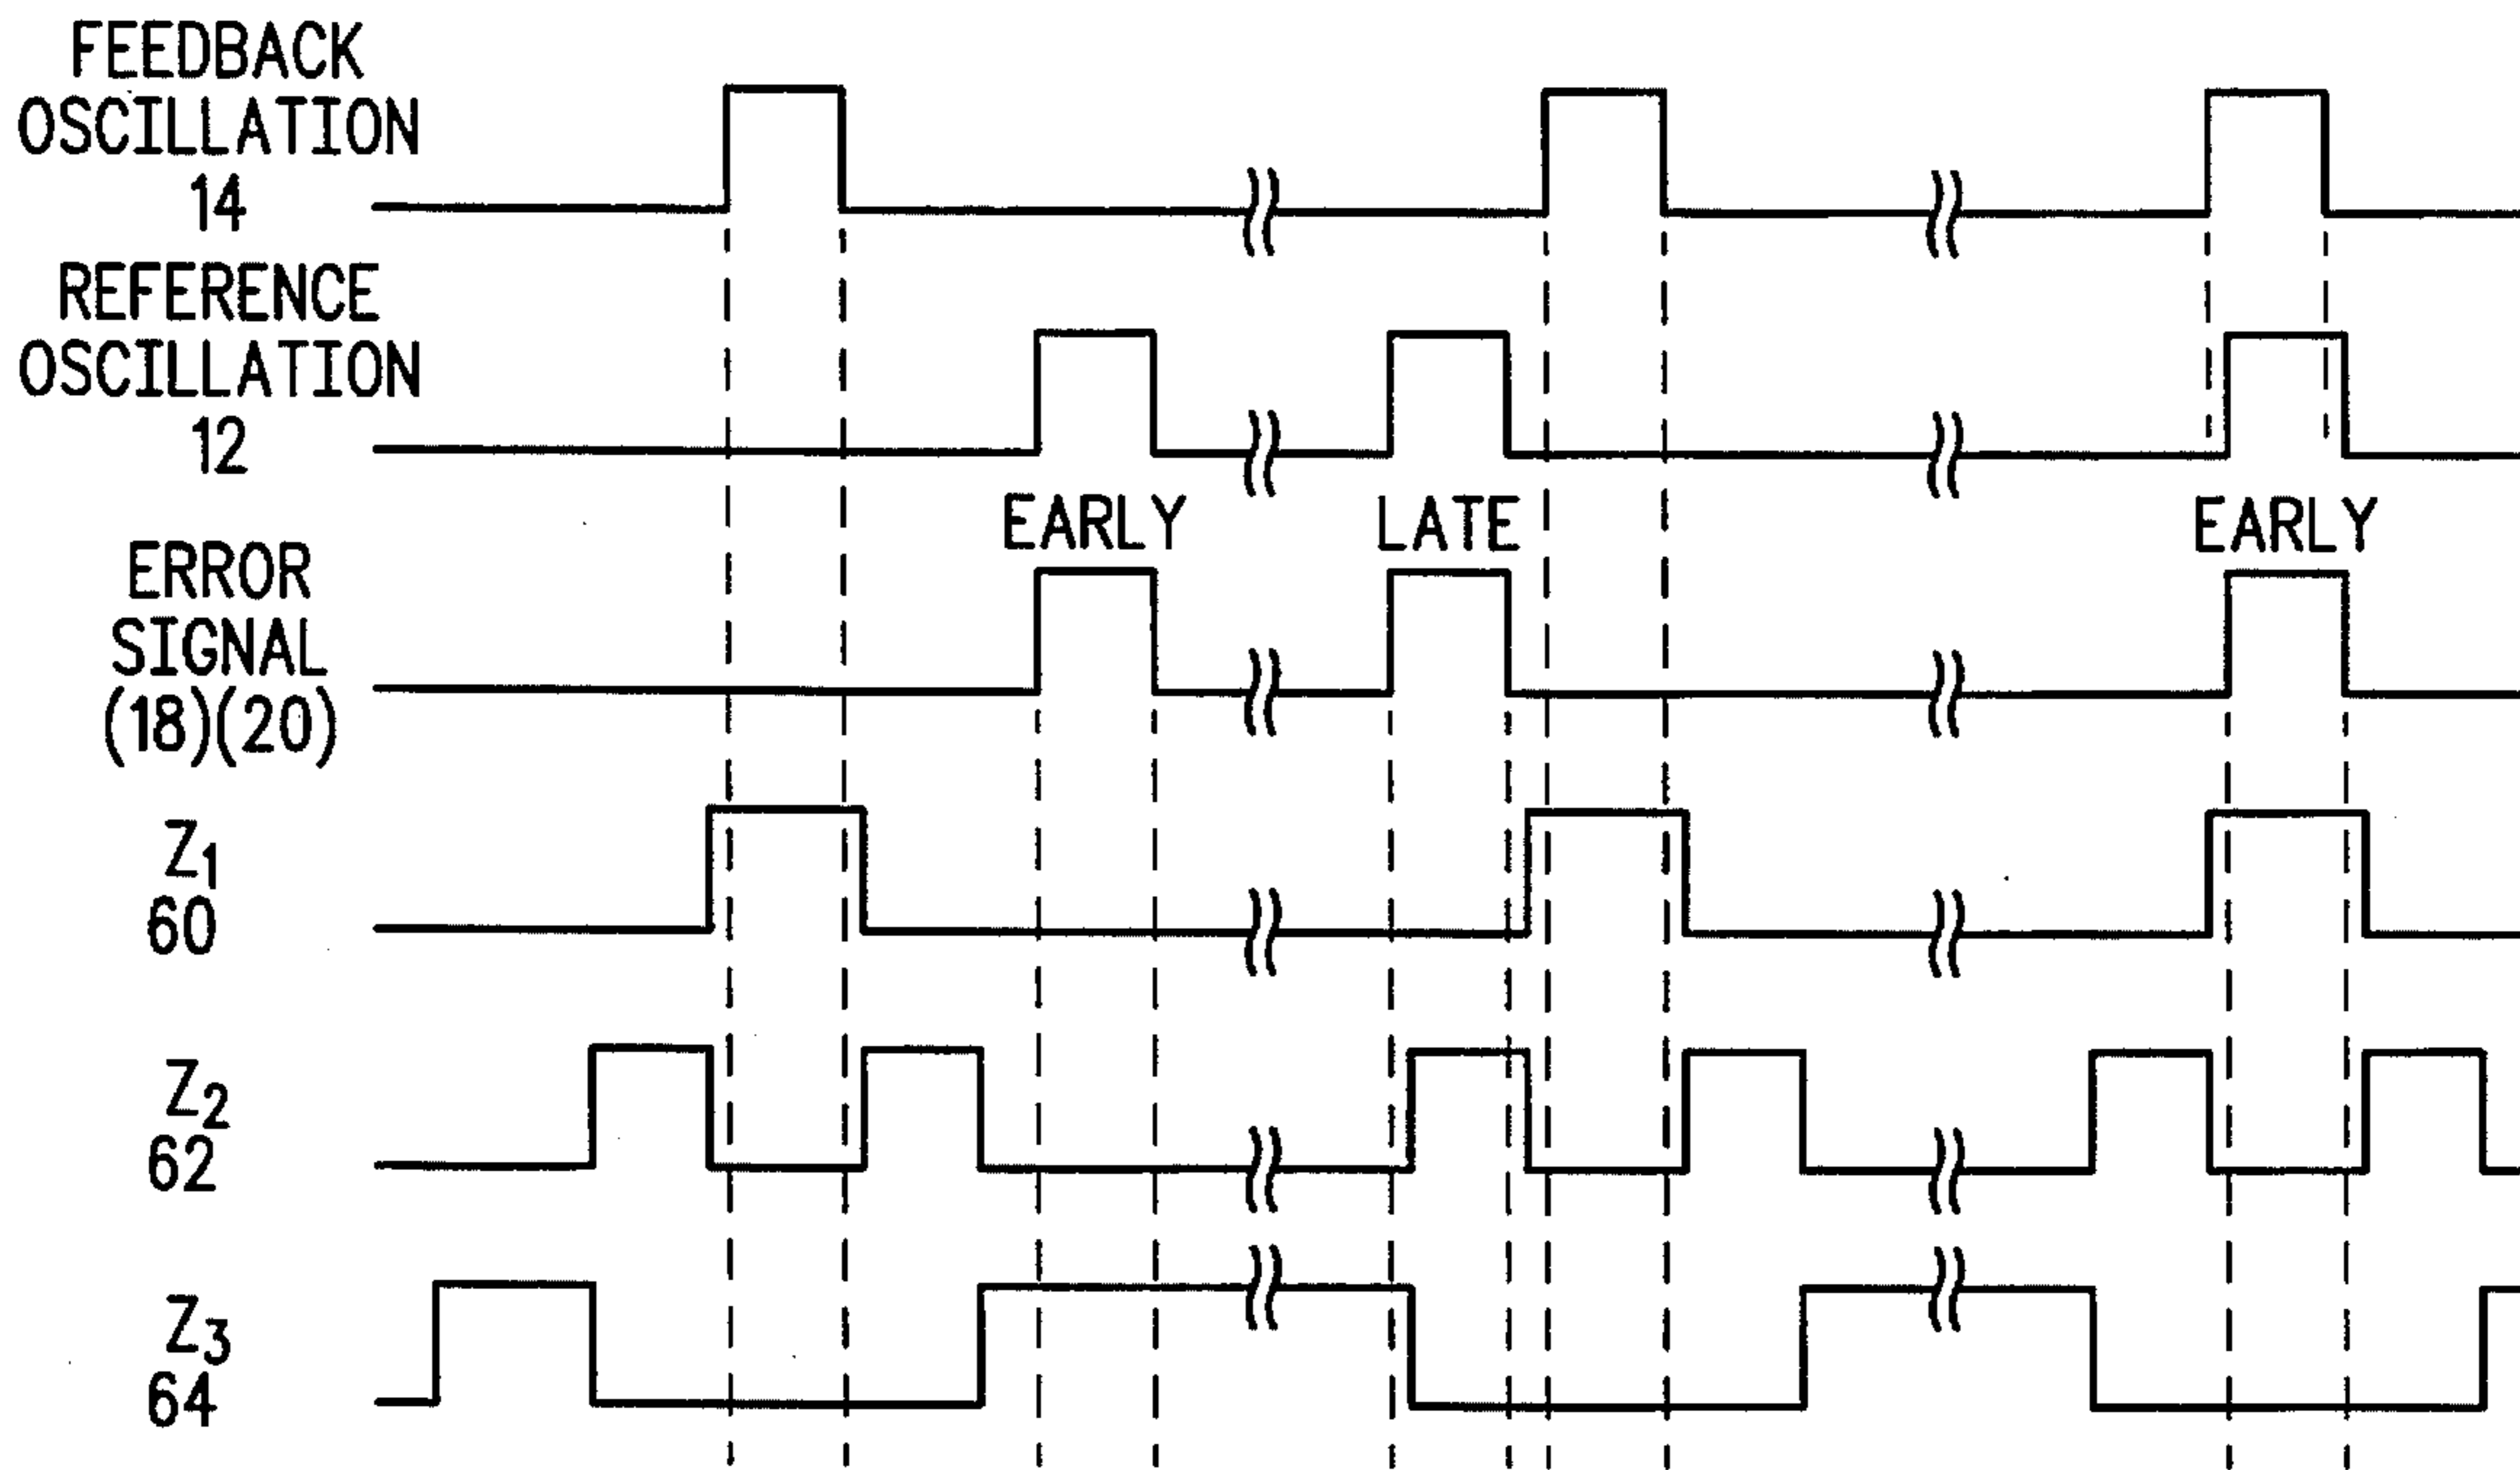 FEEDBACK
OSCILLATION
14
REFERENCE
OSCILLATION
12
EARLY LATE EARLY
ERROR
SIGNAL
(18)(20)
Z1
60
Z2
62
Z3
64